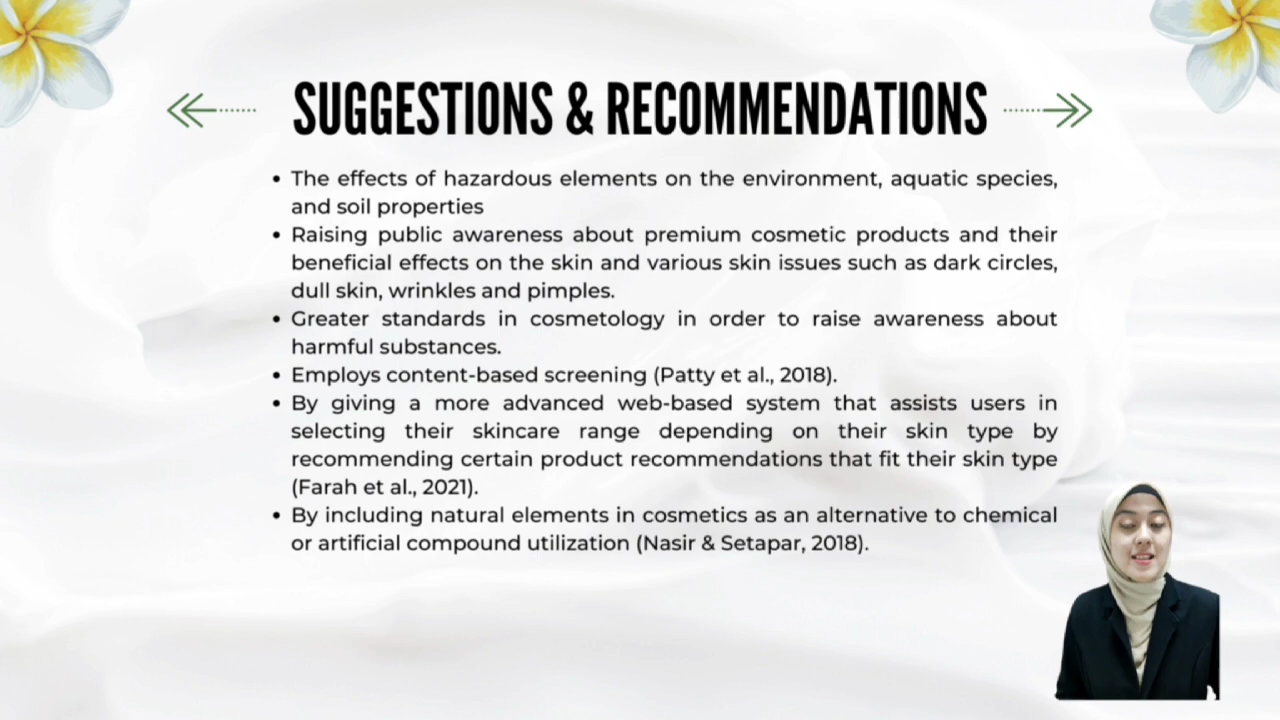 SUGGESTIONS & RECOMMENDATIONS
• The effects of hazardous elements on the environment, aquatic species,
and soil properties
• Raising public awareness about premium cosmetic products and their
beneficial effects on the skin and various skin issues such as dark circles,
dull skin, wrinkles and pimples.
• Greater standards in cosmetology in order to raise awareness about
harmful substances.
• Employs content-based screening (Patty et al., 2018).
• By giving a more advanced web-based system that assists users in
selecting their skincare range depending on their skin type by
recommending certain product recommendations that fit their skin type
(Farah et al., 2021).
• By including natural elements in cosmetics as an alternative to chemical
or artificial compound utilization (Nasir & Setapar, 2018).